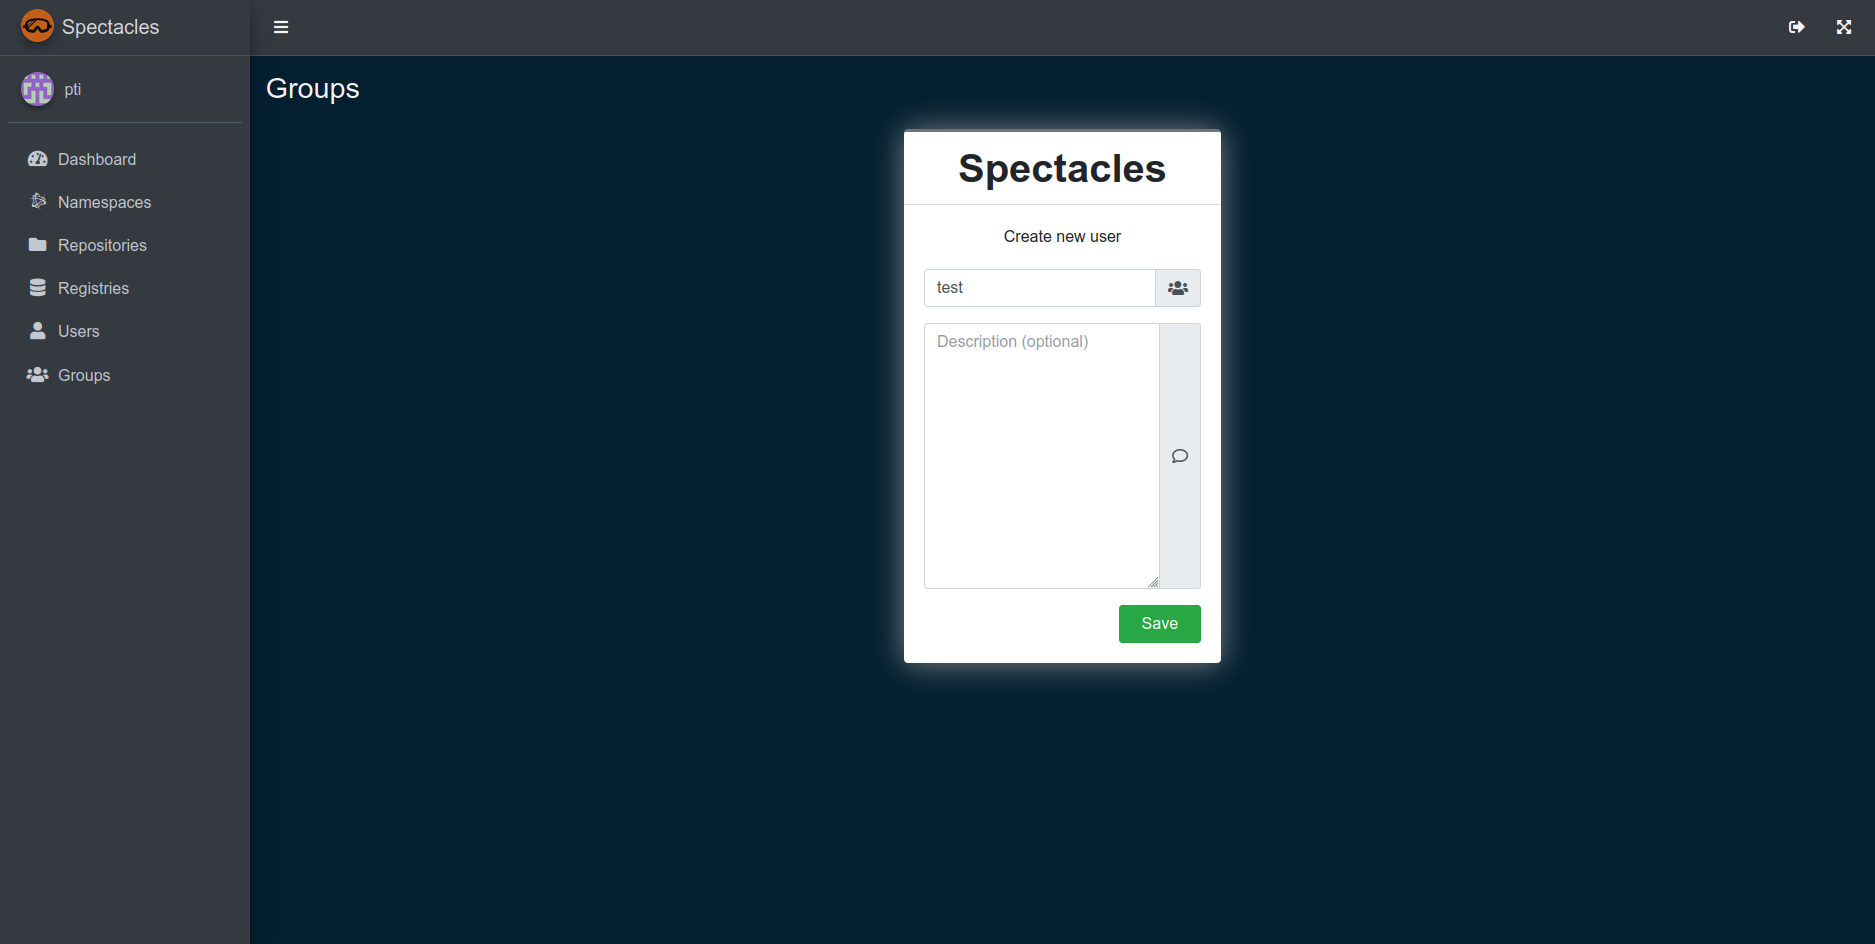 Spectacles
pti
Dashboard
Namespaces
Repositories
Registries
Users
Groups
Groups
Spectacles
Create new user
test
Description (optional)
Save